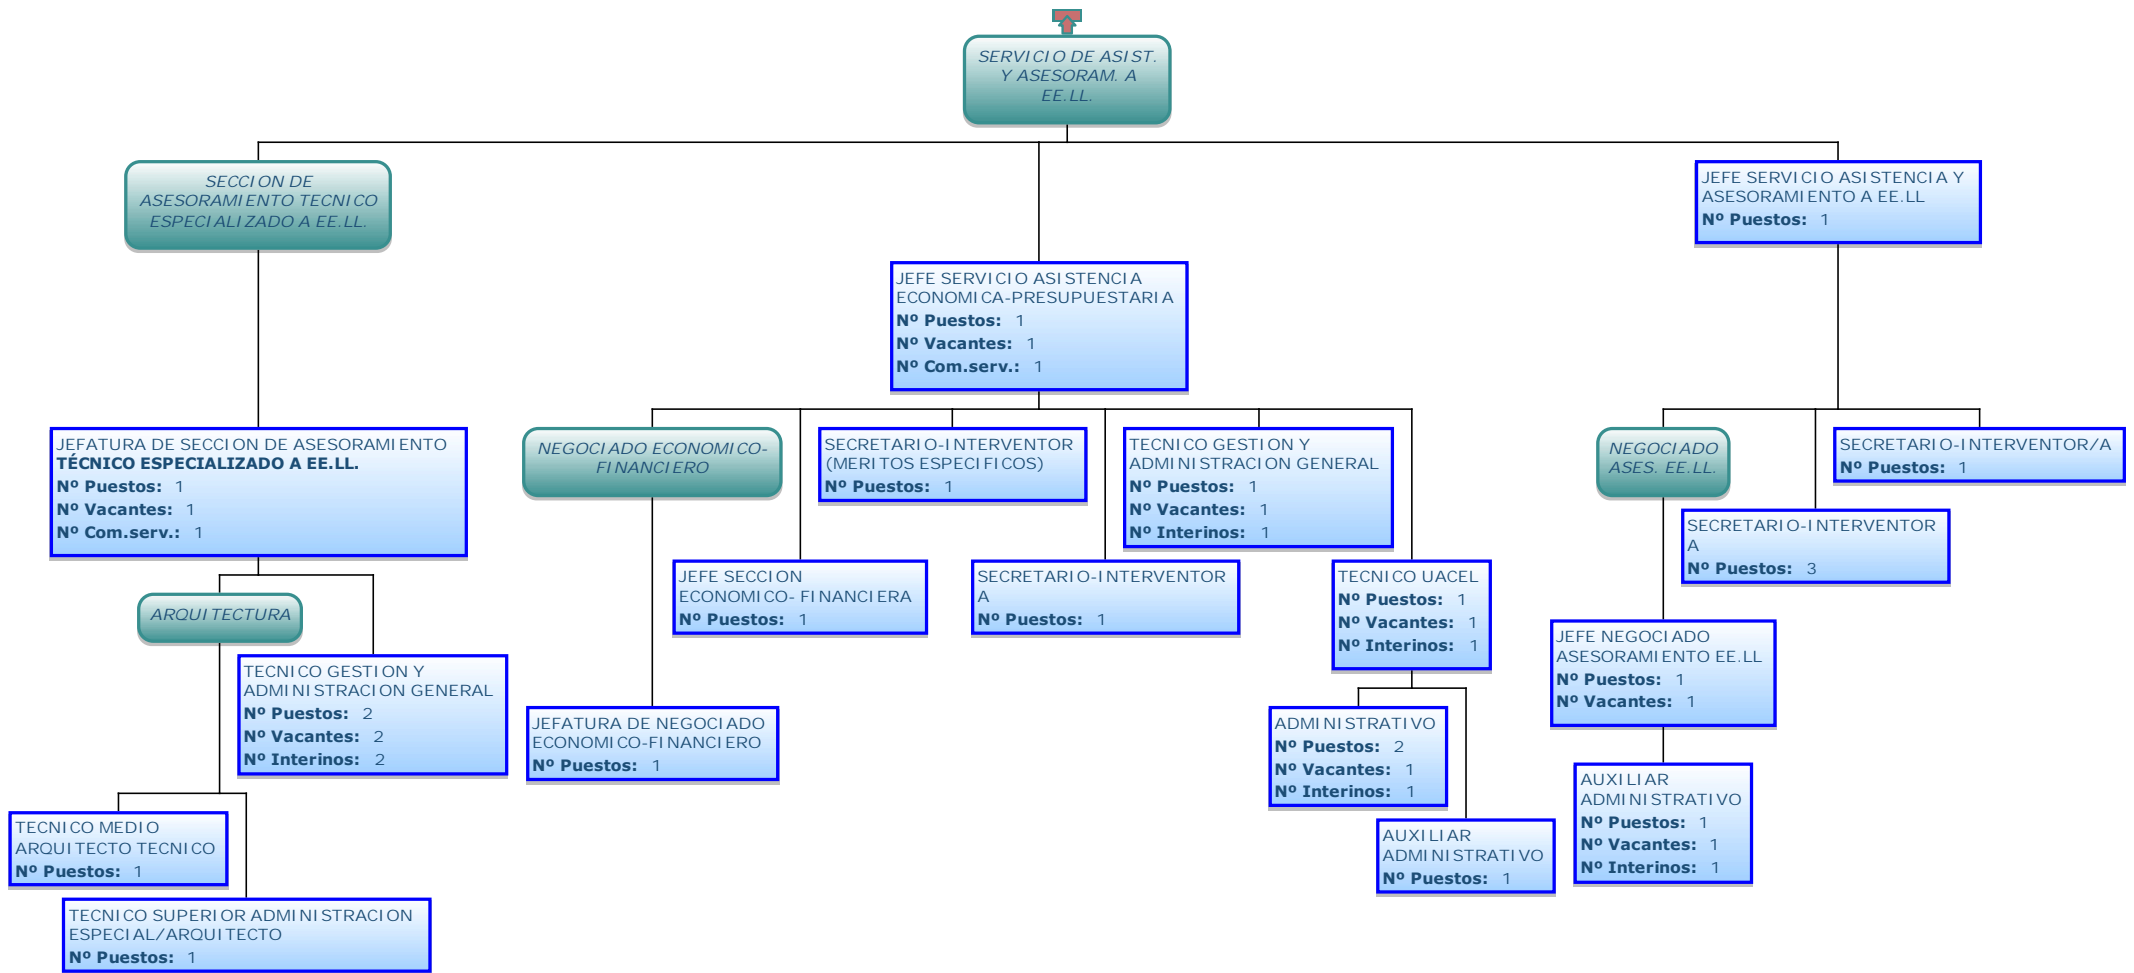 SERVICIO DE ASIST.
Y ASESORAM. A
EE.LL.
SECCION DE
ASESORAMIENTO TECNICO
ESPECIALIZADO A EE.LL.
JEFE SERVICIO ASISTENCIA Y
ASESORAMIENTO A EE.LL
Nº Puestos: 1
JEFE SERVICIO ASISTENCIA
ECONOMICA-PRESUPUESTARIA
Nº Puestos: 1
Nº Vacantes: 1
Nº Com.serv.: 1
JEFATURA DE SECCION DE ASESORAMIENTO
TÉCNICO ESPECIALIZADO A EE.LL.
Nº Puestos: 1
Nº Vacantes: 1
Nº Com.serv.: 1
NEGOCIADO ECONOMICO-
FINANCIERO
SECRETARIO-INTERVENTOR
(MERITOS ESPECIFICOS)
Nº Puestos: 1
TECNICO GESTION Y
ADMINISTRACION GENERAL
Nº Puestos: 1
Nº Vacantes: 1
Nº Interinos: 1
NEGOCIADO
ASES. EE.LL.
SECRETARIO-INTERVENTOR/A
Nº Puestos: 1
SECRETARIO-INTERVENTOR
A
Nº Puestos: 3
JEFE SECCION
ECONOMICO- FINANCIERA
Nº Puestos: 1
SECRETARIO-INTERVENTOR
A
Nº Puestos: 1
TECNICO UACEL
Nº Puestos: 1
Nº Vacantes: 1
Nº Interinos: 1
ARQUITECTURA
JEFE NEGOCIADO
ASESORAMIENTO EE.LL
Nº Puestos: 1
Nº Vacantes: 1
TECNICO GESTION Y
ADMINISTRACION GENERAL
Nº Puestos: 2
Nº Vacantes: 2
Nº Interinos: 2
JEFATURA DE NEGOCIADO
ECONOMICO-FINANCIERO
Nº Puestos: 1
ADMINISTRATIVO
Nº Puestos: 2
Nº Vacantes: 1
Nº Interinos: 1
AUXILIAR
ADMINISTRATIVO
Nº Puestos: 1
Nº Vacantes: 1
Nº Interinos: 1
TECNICO MEDIO
ARQUITECTO TECNICO
Nº Puestos: 1
AUXILIAR
ADMINISTRATIVO
Nº Puestos: 1
TECNICO SUPERIOR ADMINISTRACION
ESPECIAL/ARQUITECTO
Nº Puestos: 1